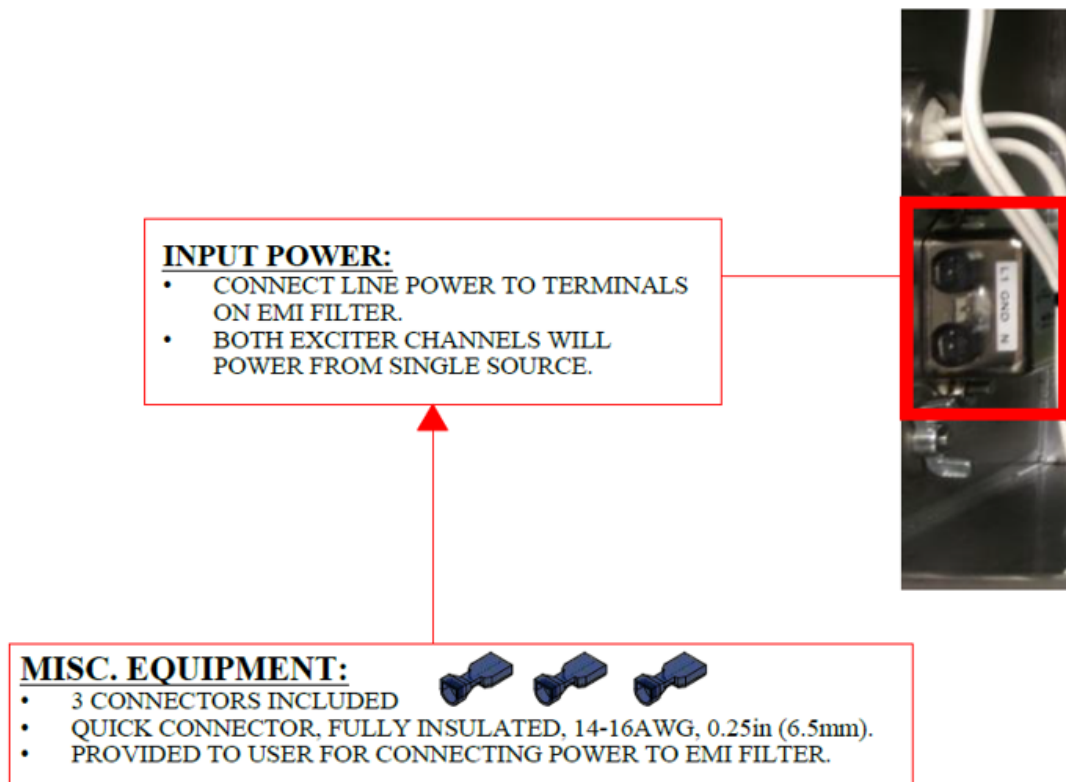 INPUT POWER:
• CONNECT LINE POWER TO TERMINALS
ON EMI FILTER.
• BOTH EXCITER CHANNELS WILL
POWER FROM SINGLE SOURCE.
L1 GND N
MISC. EQUIPMENT:
• 3 CONNECTORS INCLUDED
• QUICK CONNECTOR, FULLY INSULATED, 14-16AWG, 0.25in (6.5mm).
• PROVIDED TO USER FOR CONNECTING POWER TO EMI FILTER.